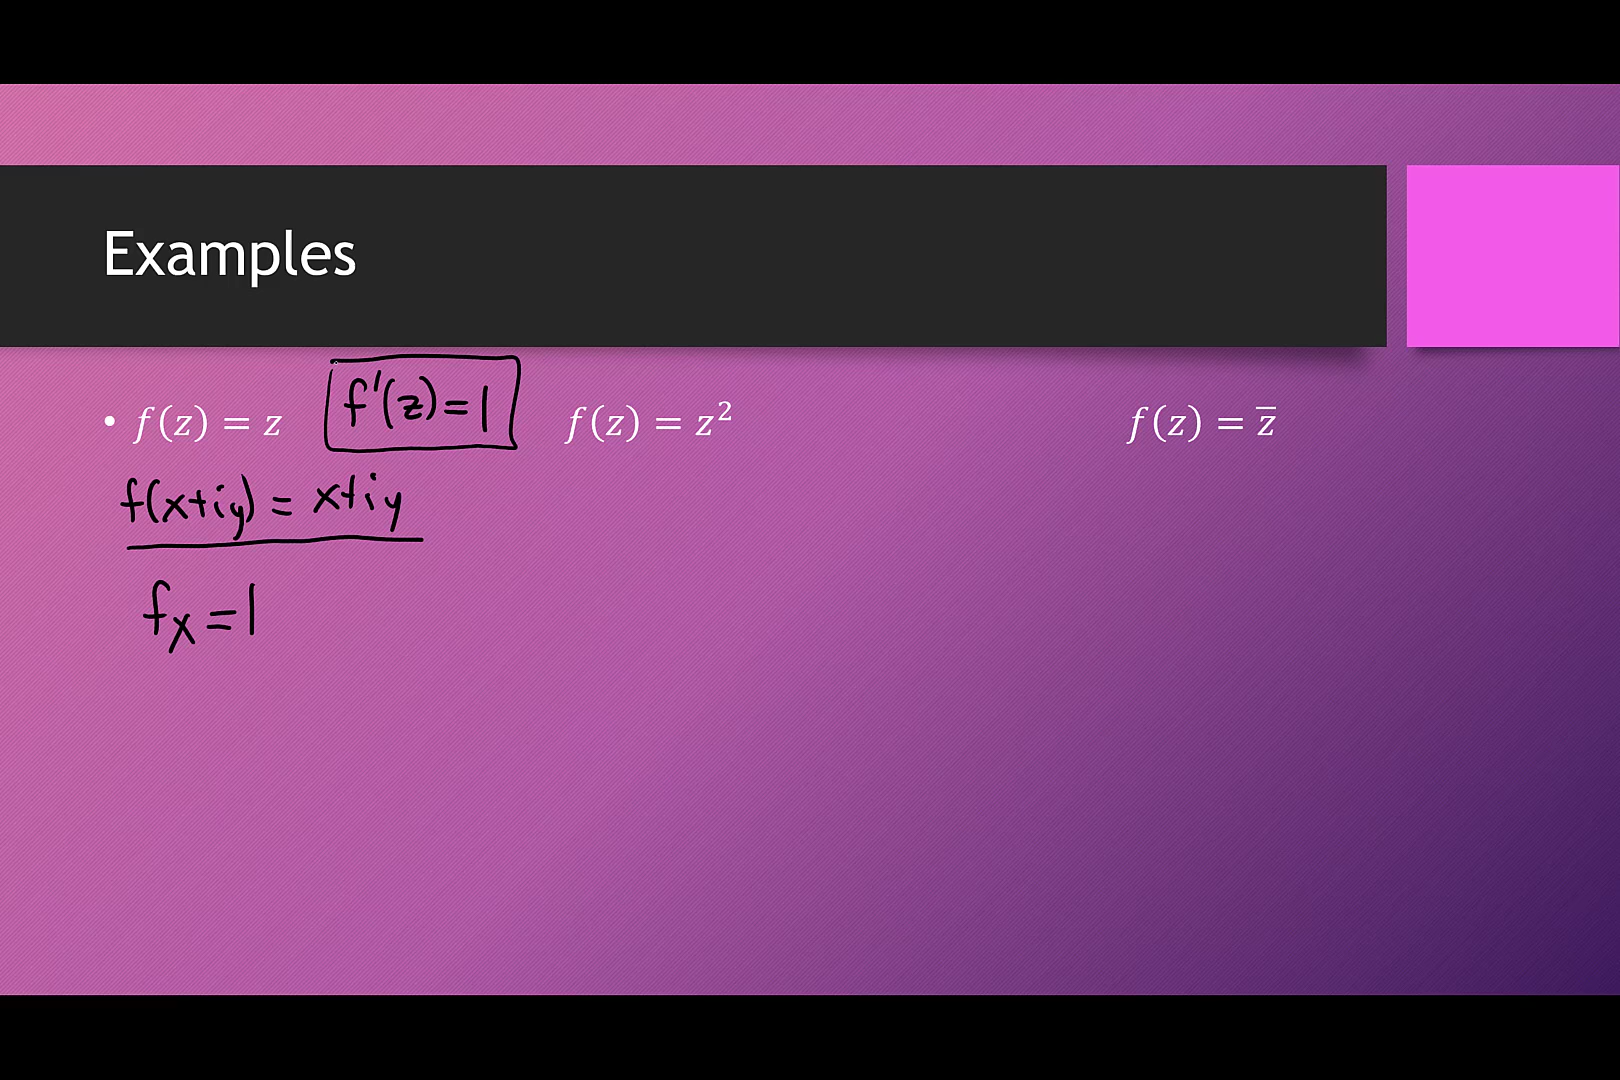 Examples
• f(z) = z
f'(z) = 1
f(z) = z²
f(z) = z̅
f(x+iy) = x+iy
fₓ = 1